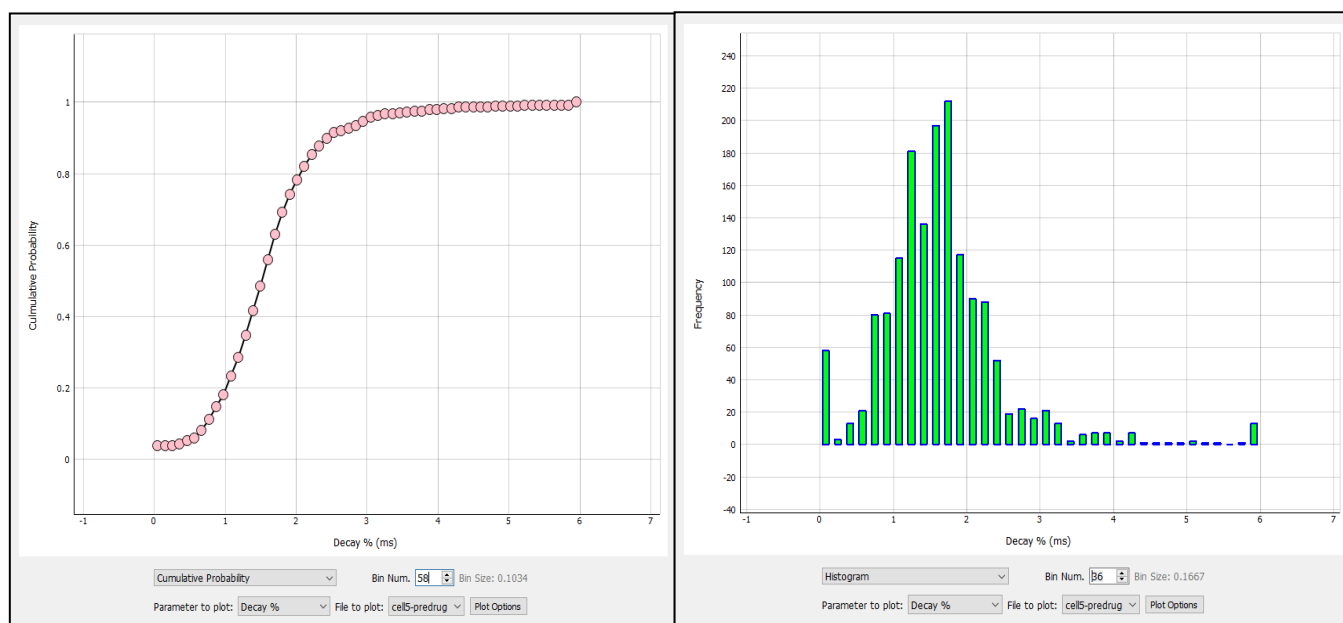 1
0.8
0.6
0.4
0.2
0
Culmulative Probability
-1 0 1 2 3 4 5 6 7
Decay % (ms)
Cumulative Probability Bin Num. 58 Bin Size: 0.1034
Parameter to plot: Decay % File to plot: cell5-predrug Plot Options
240
220
200
180
160
140
120
100
80
60
40
20
0
-20
-40
Frequency
-1 0 1 2 3 4 5 6 7
Decay % (ms)
Histogram Bin Num. 36 Bin Size: 0.1667
Parameter to plot: Decay % File to plot: cell5-predrug Plot Options